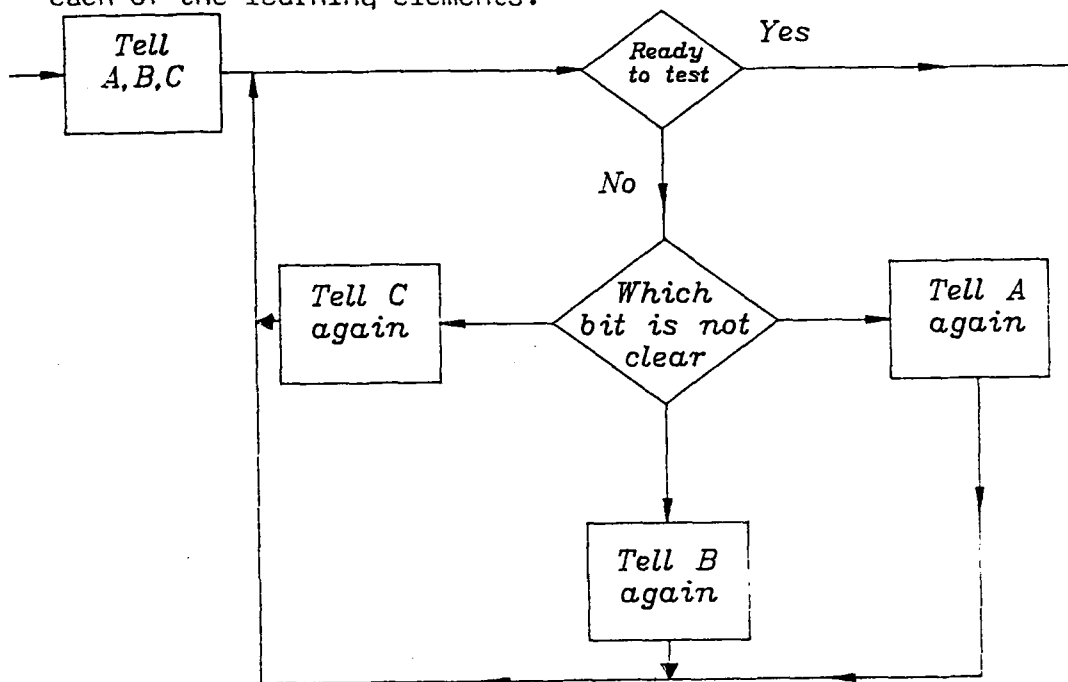 each of the learning elements.
Tell
A,B,C
Ready
to test
Yes
No
Tell C
again
Which
bit is not
clear
Tell A
again
Tell B
again